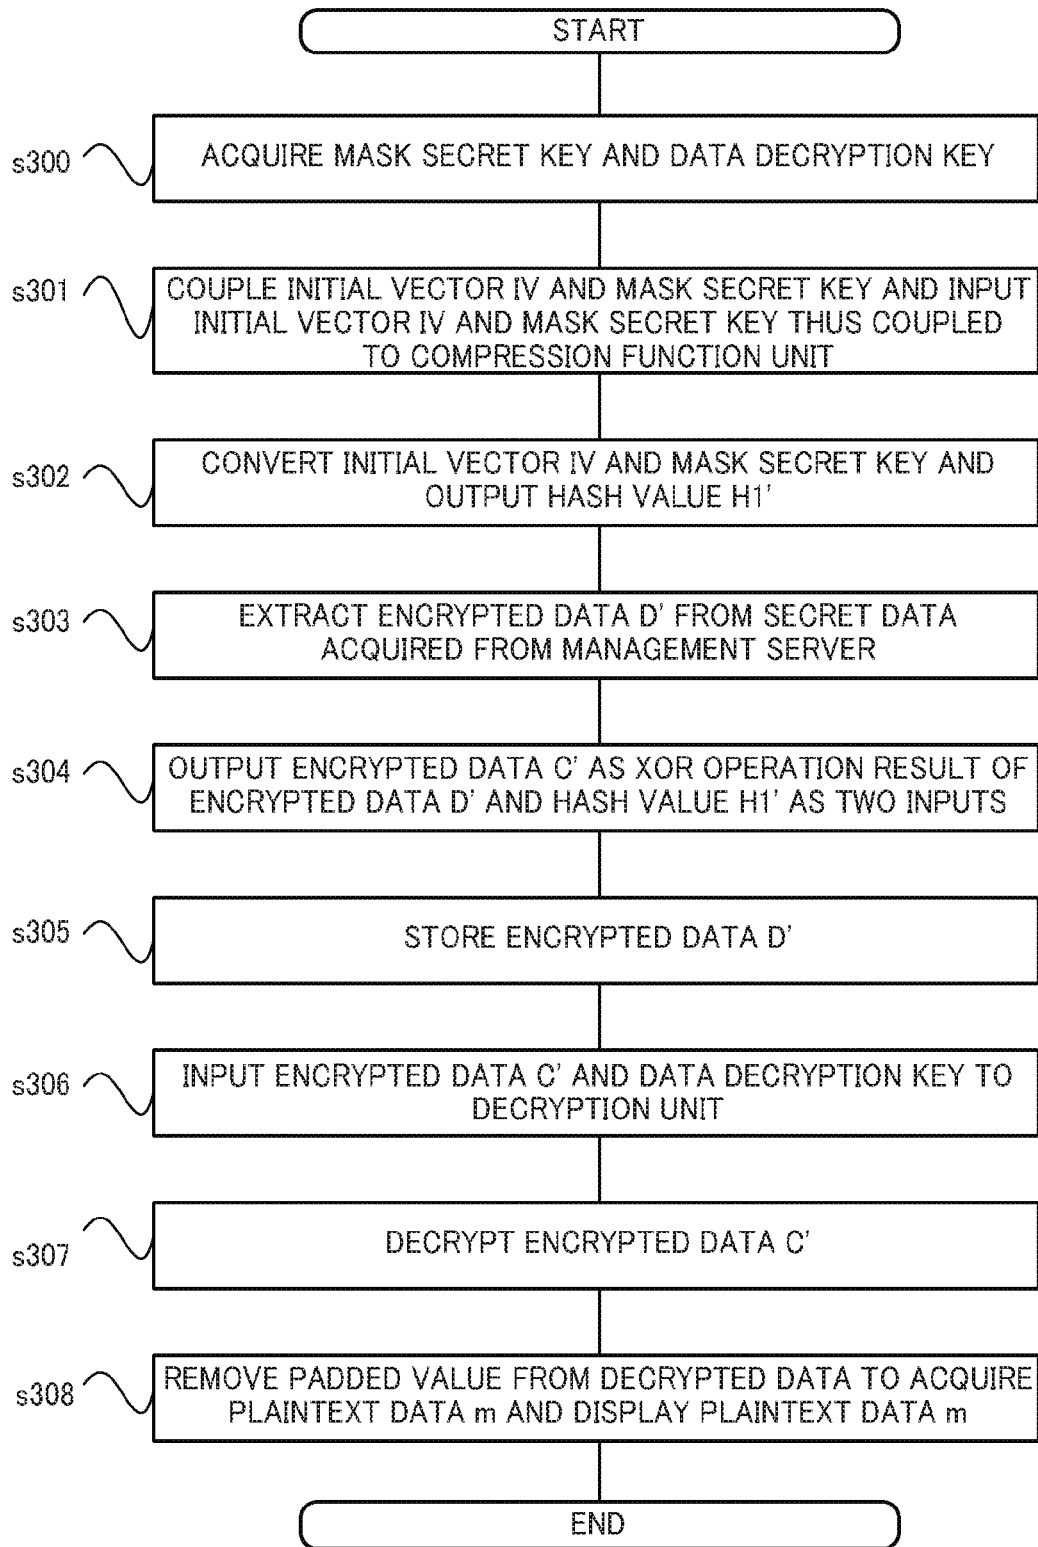 START
s300
ACQUIRE MASK SECRET KEY AND DATA DECRYPTION KEY
s301
COUPLE INITIAL VECTOR IV AND MASK SECRET KEY AND INPUT
INITIAL VECTOR IV AND MASK SECRET KEY THUS COUPLED
TO COMPRESSION FUNCTION UNIT
s302
CONVERT INITIAL VECTOR IV AND MASK SECRET KEY AND
OUTPUT HASH VALUE H1'
s303
EXTRACT ENCRYPTED DATA D' FROM SECRET DATA
ACQUIRED FROM MANAGEMENT SERVER
s304
OUTPUT ENCRYPTED DATA C' AS XOR OPERATION RESULT OF
ENCRYPTED DATA D' AND HASH VALUE H1' AS TWO INPUTS
s305
STORE ENCRYPTED DATA D'
s306
INPUT ENCRYPTED DATA C' AND DATA DECRYPTION KEY TO
DECRYPTION UNIT
s307
DECRYPT ENCRYPTED DATA C'
s308
REMOVE PADDED VALUE FROM DECRYPTED DATA TO ACQUIRE
PLAINTEXT DATA m AND DISPLAY PLAINTEXT DATA m
END